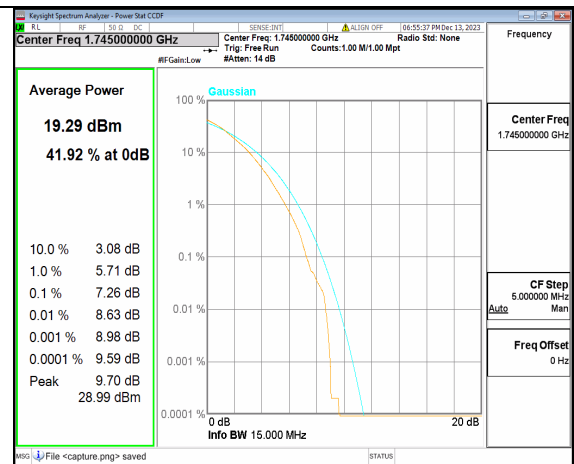 Keysight Spectrum Analyzer - Power Stat CCDF
RL RF 50 Ω DC SENSE:INT ALIGN OFF 06:55:37 PM Dec 13, 2023
Center Freq 1.745000000 GHz
Center Freq: 1.745000000 GHz Radio Std: None
Trig: Free Run Counts:1.00 M/1.00 Mpt
#IFGain:Low #Atten: 14 dB
Frequency
Average Power
19.29 dBm
41.92 % at 0dB
10.0 % 3.08 dB
1.0 % 5.71 dB
0.1 % 7.26 dB
0.01 % 8.63 dB
0.001 % 8.98 dB
0.0001 % 9.59 dB
Peak 9.70 dB
28.99 dBm
Gaussian
100 %
10 %
1 %
0.1 %
0.01 %
0.001 %
0.0001 %
0 dB 20 dB
Info BW 15.000 MHz
Center Freq
1.745000000 GHz
CF Step
5.000000 MHz
Auto Man
Freq Offset
0 Hz
MSG File <capture.png> saved STATUS